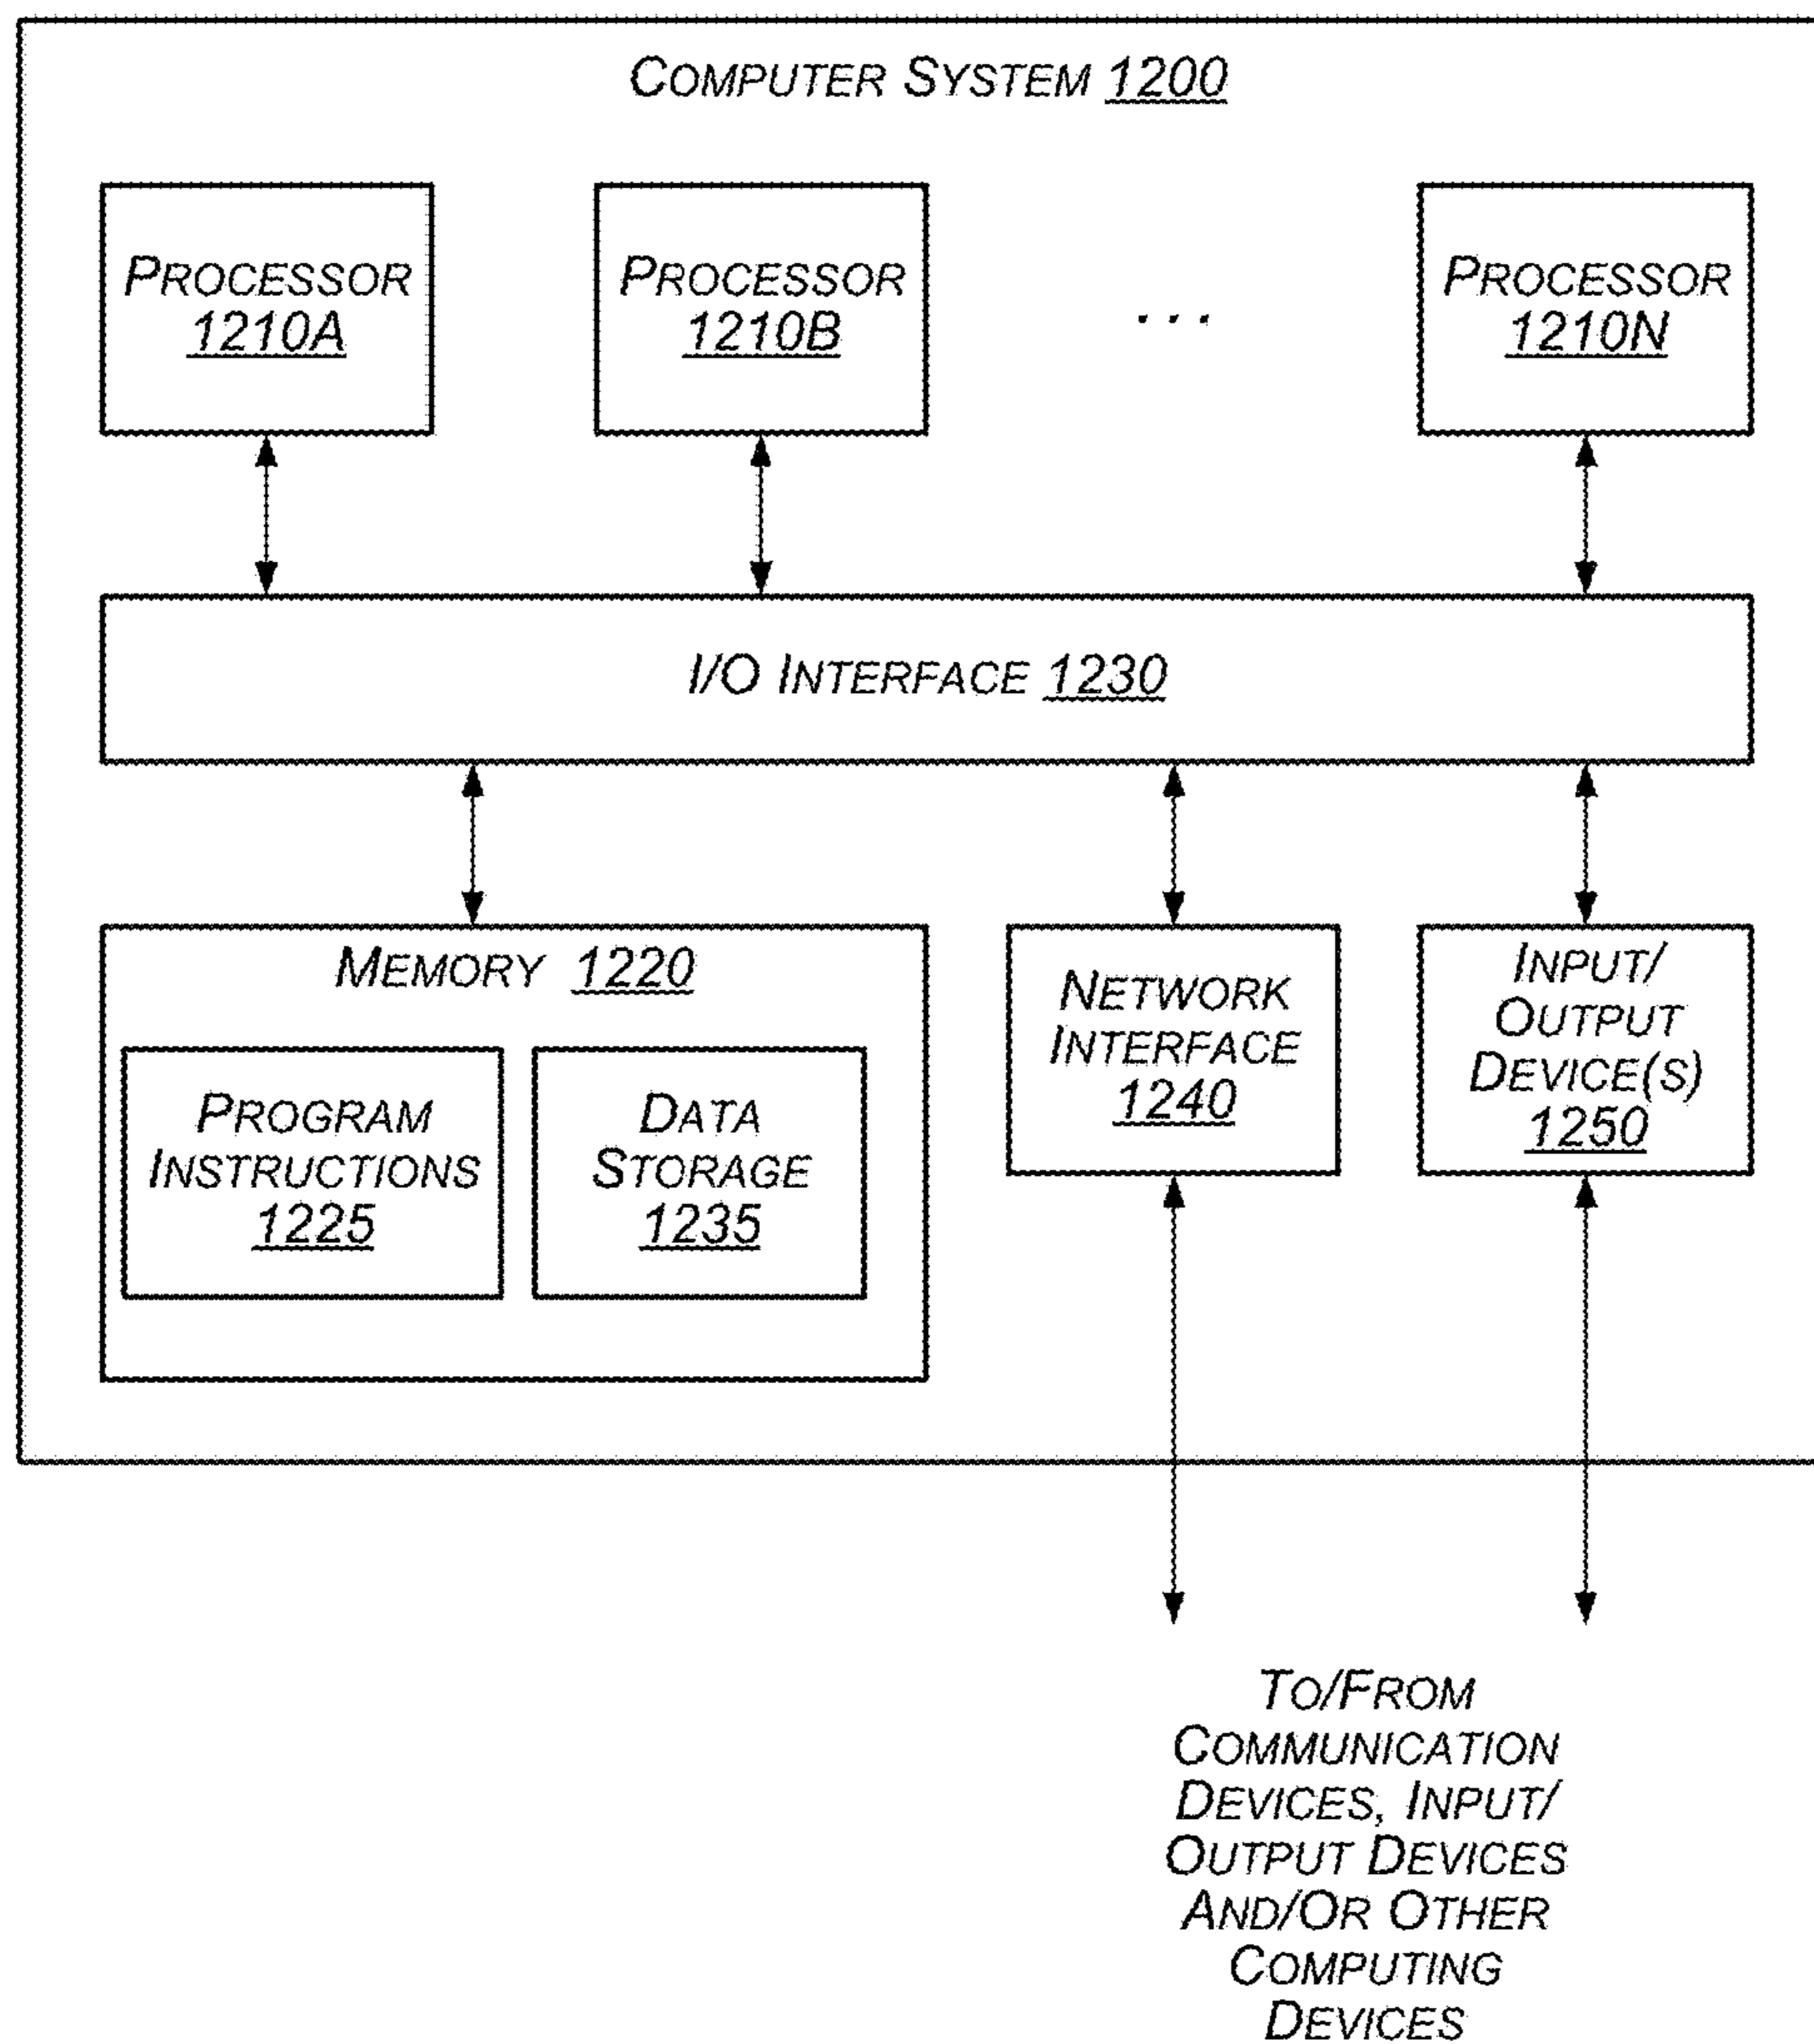 COMPUTER SYSTEM 1200
PROCESSOR
1210A
PROCESSOR
1210B
. . .
PROCESSOR
1210N
I/O INTERFACE 1230
MEMORY 1220
PROGRAM
INSTRUCTIONS
1225
DATA
STORAGE
1235
NETWORK
INTERFACE
1240
INPUT/
OUTPUT
DEVICE(S)
1250
TO/FROM
COMMUNICATION
DEVICES, INPUT/
OUTPUT DEVICES
AND/OR OTHER
COMPUTING
DEVICES